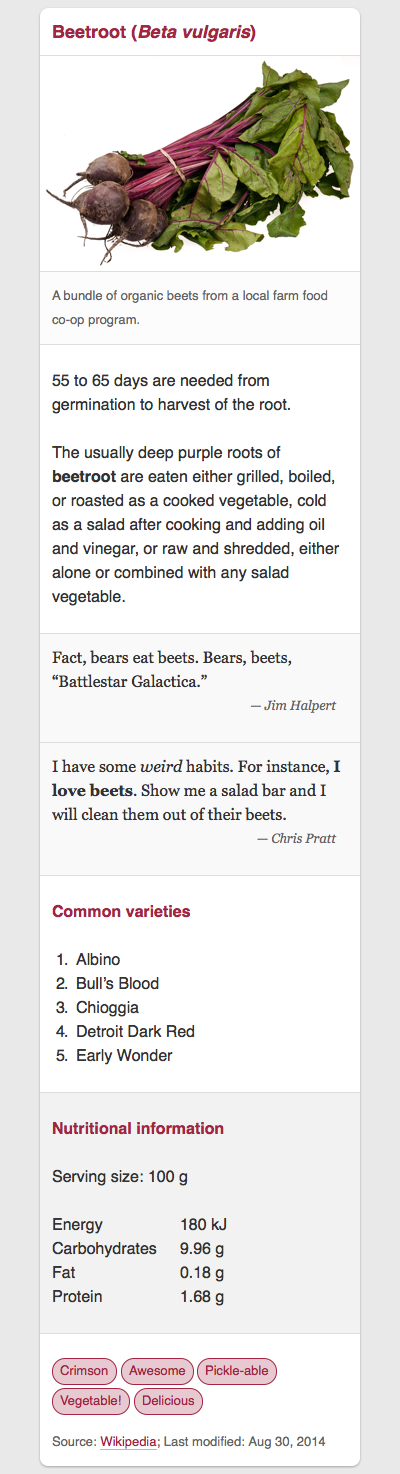 Beetroot (Beta vulgaris)
A bundle of organic beets from a local farm food
co-op program.
55 to 65 days are needed from
germination to harvest of the root.
The usually deep purple roots of
beetroot are eaten either grilled, boiled,
or roasted as a cooked vegetable, cold
as a salad after cooking and adding oil
and vinegar, or raw and shredded, either
alone or combined with any salad
vegetable.
Fact, bears eat beets. Bears, beets,
“Battlestar Galactica.”
— Jim Halpert
I have some weird habits. For instance, I
love beets. Show me a salad bar and I
will clean them out of their beets.
— Chris Pratt
Common varieties
1. Albino
2. Bull’s Blood
3. Chioggia
4. Detroit Dark Red
5. Early Wonder
Nutritional information
Serving size: 100 g
Energy 180 kJ
Carbohydrates 9.96 g
Fat 0.18 g
Protein 1.68 g
Crimson Awesome Pickle-able
Vegetable! Delicious
Source: Wikipedia; Last modified: Aug 30, 2014